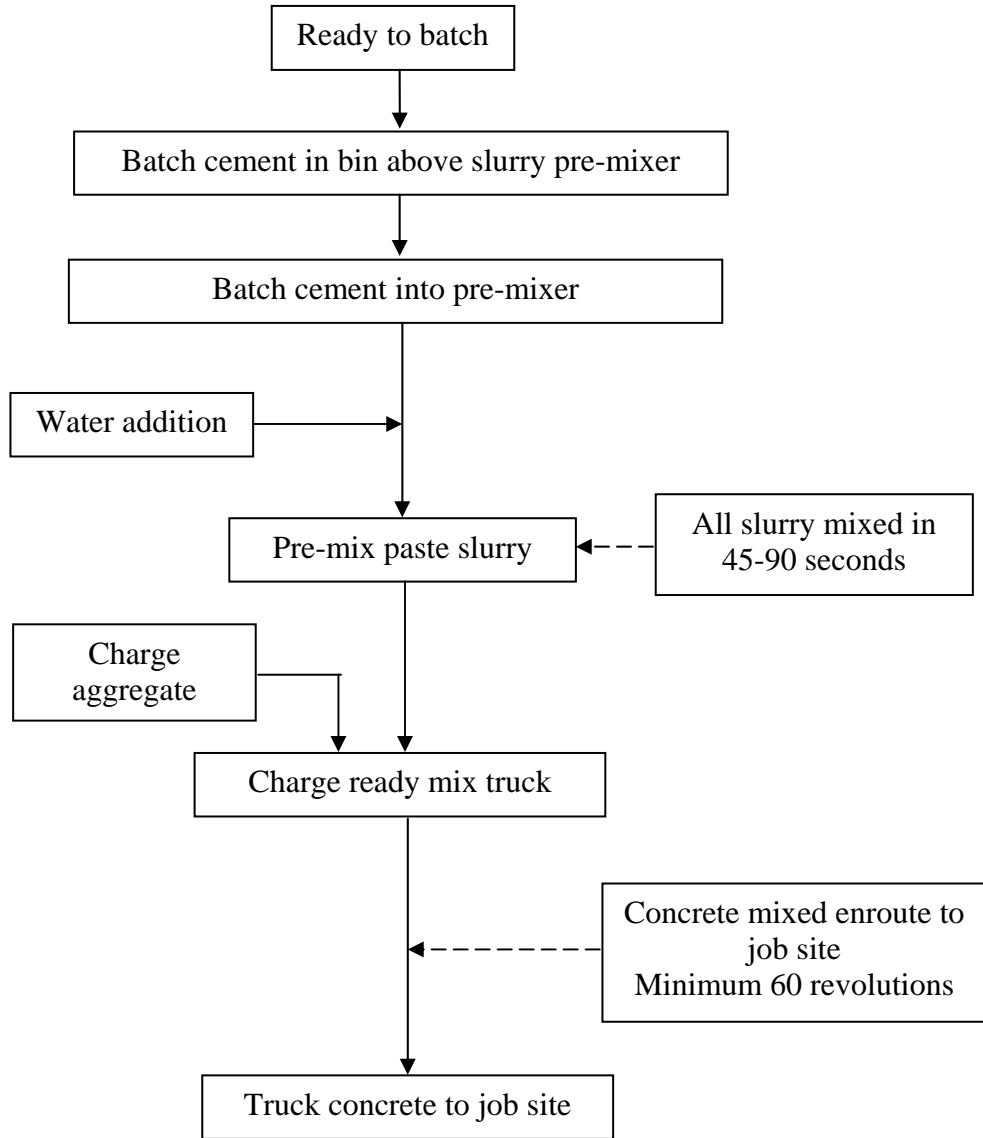 Ready to batch
Batch cement in bin above slurry pre-mixer
Batch cement into pre-mixer
Water addition
Pre-mix paste slurry
All slurry mixed in
45-90 seconds
Charge
aggregate
Charge ready mix truck
Concrete mixed enroute to
job site
Minimum 60 revolutions
Truck concrete to job site